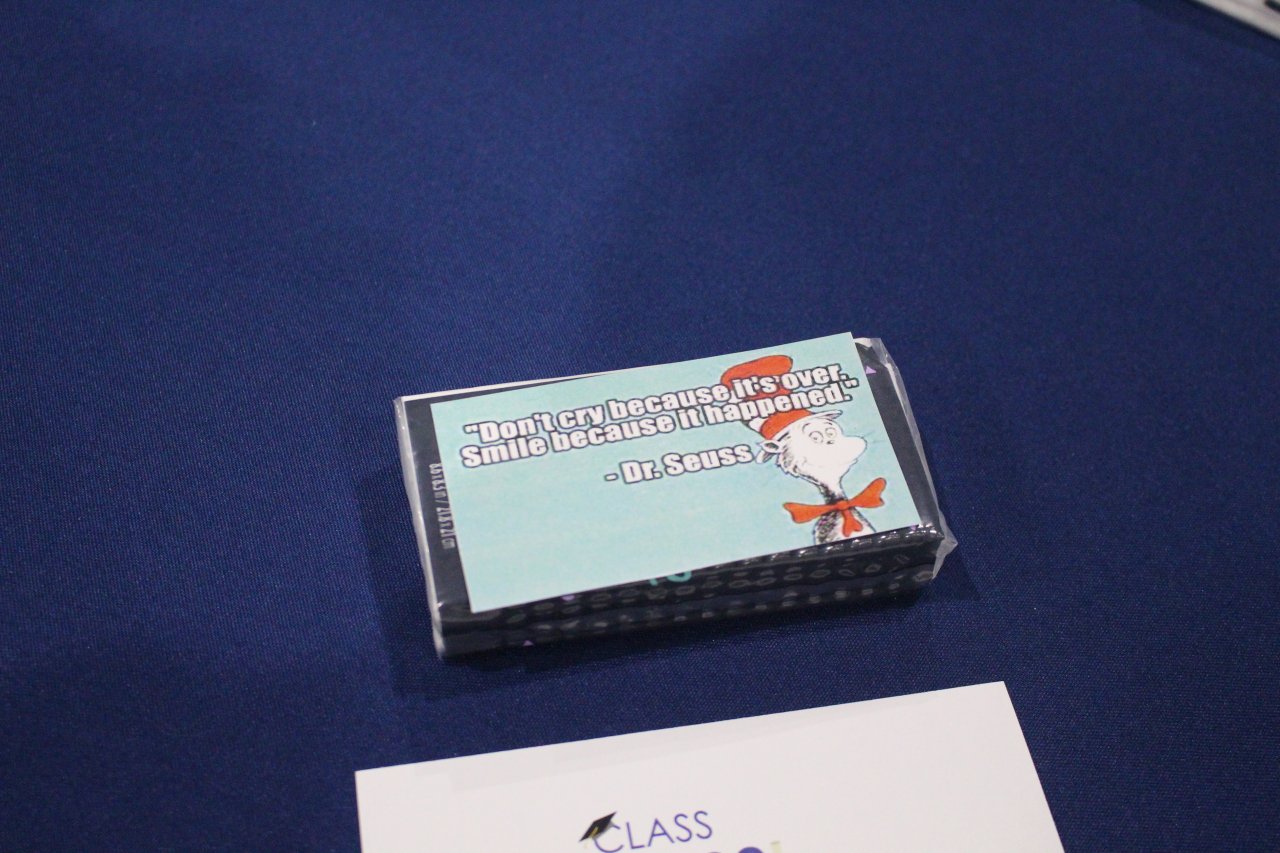 "Don't cry because it's over.
smile because it happened."
- Dr. Seuss
CLASS